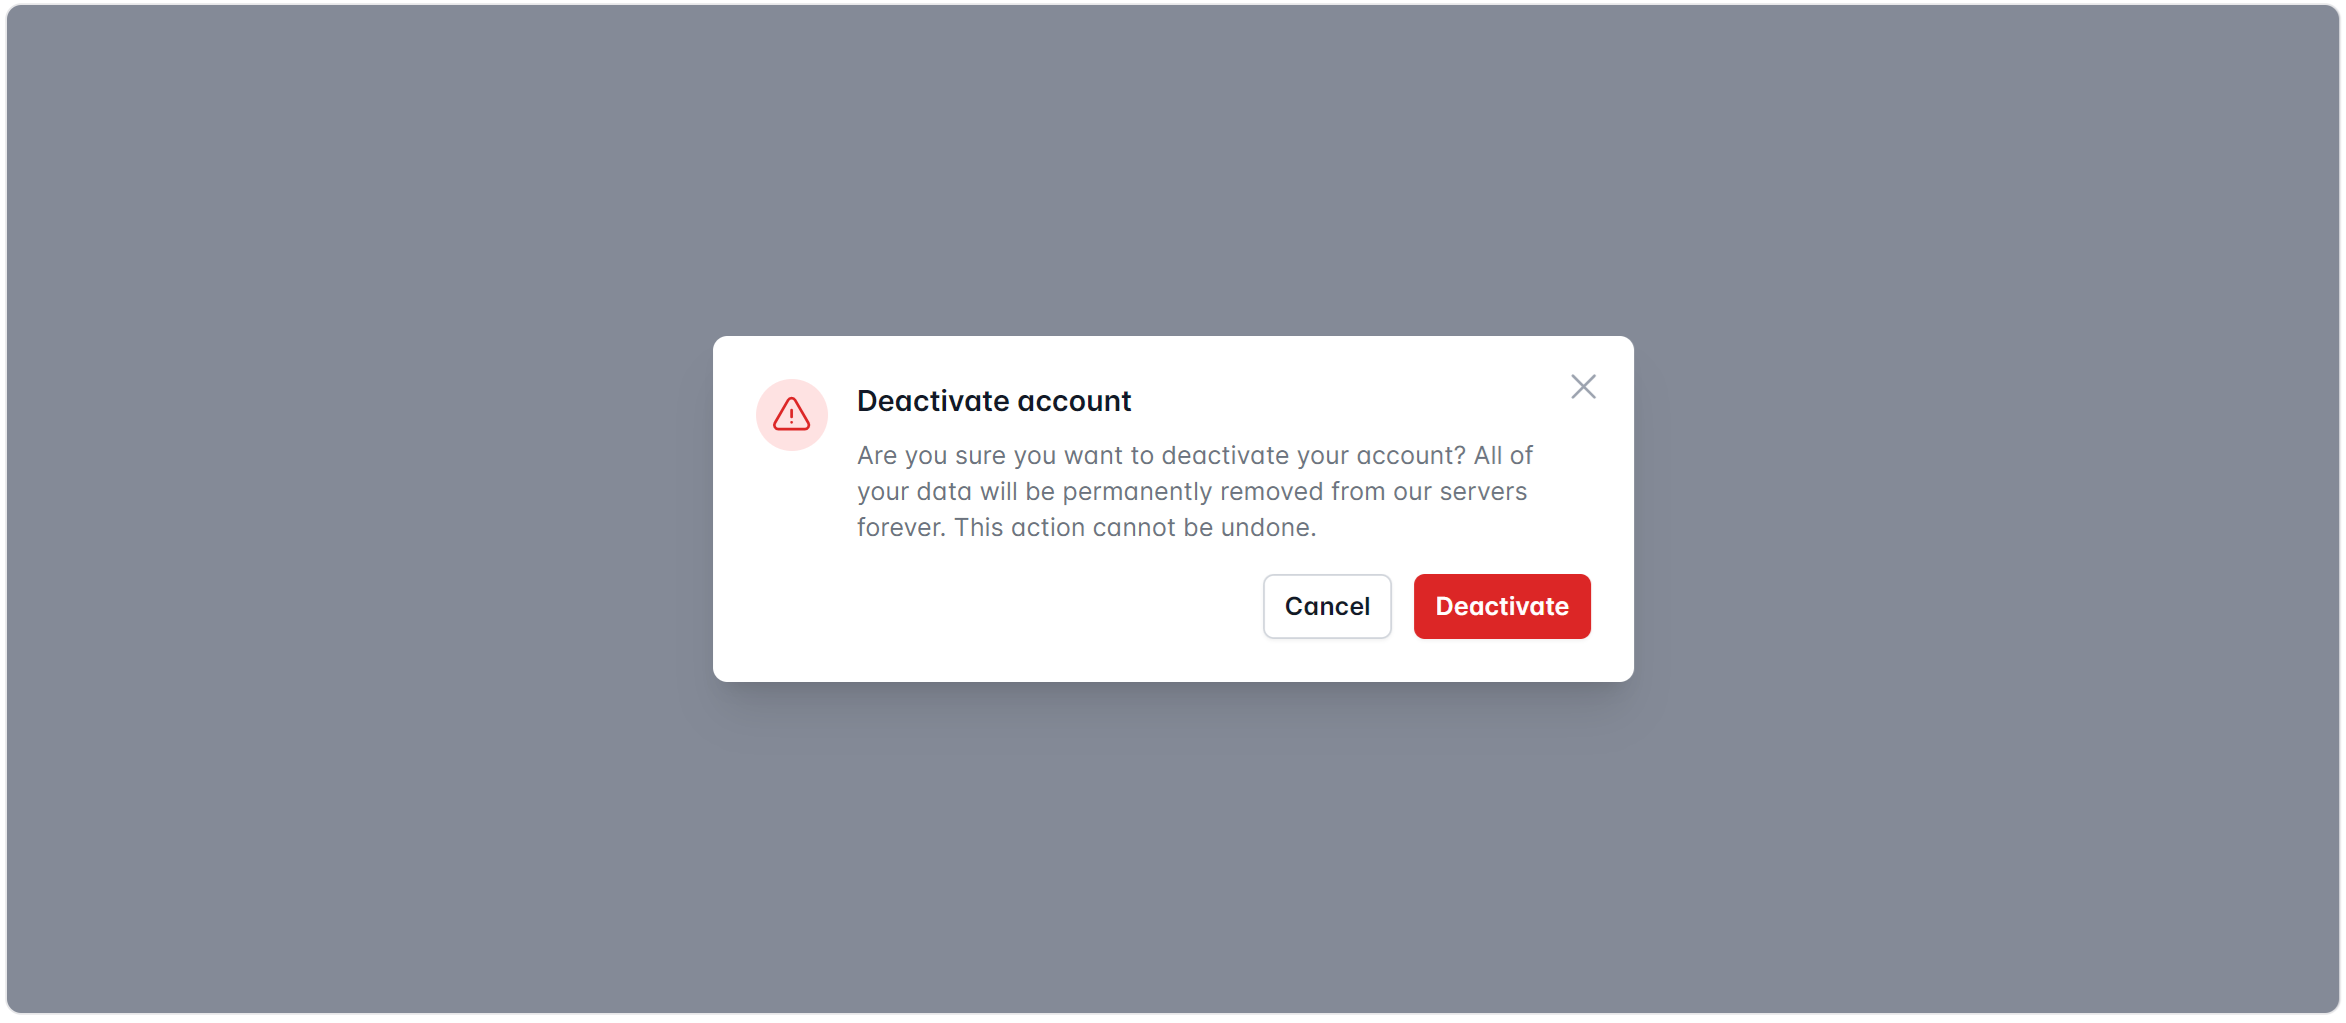 Deactivate account
Are you sure you want to deactivate your account? All of
your data will be permanently removed from our servers
forever. This action cannot be undone.
Cancel
Deactivate